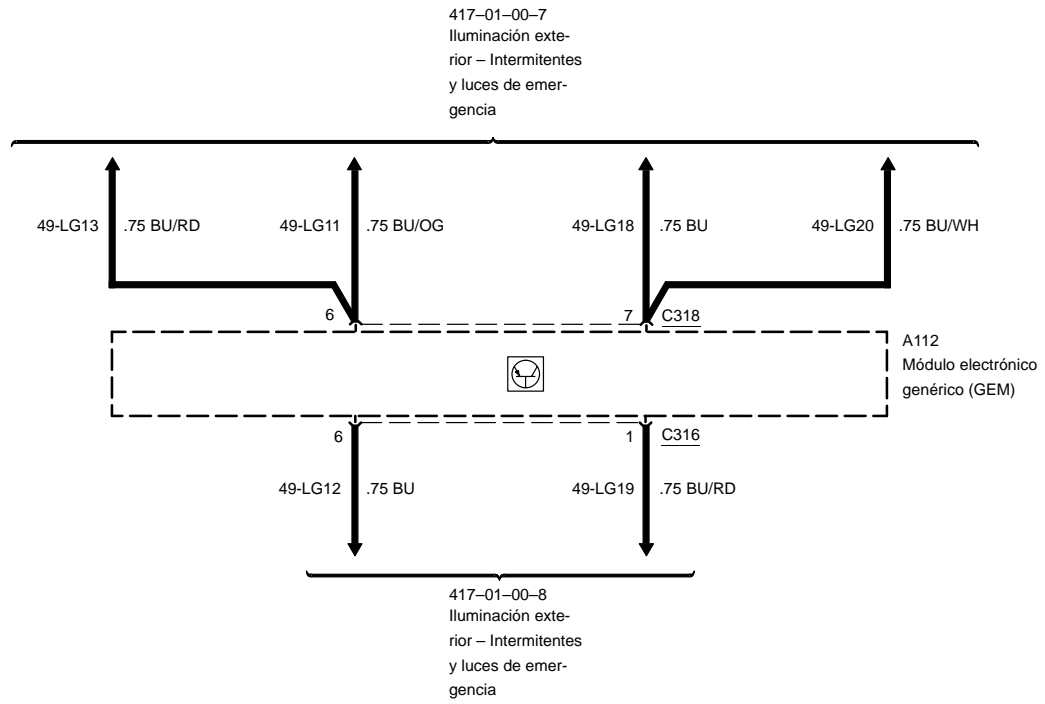 417–01–00–7
Iluminación exte-
rior – Intermitentes
y luces de emer-
gencia
49-LG13 .75 BU/RD
49-LG11 .75 BU/OG
49-LG18 .75 BU
49-LG20 .75 BU/WH
6
7
C318
A112
Módulo electrónico
genérico (GEM)
6
1
C316
49-LG12 .75 BU
49-LG19 .75 BU/RD
417–01–00–8
Iluminación exte-
rior – Intermitentes
y luces de emer-
gencia